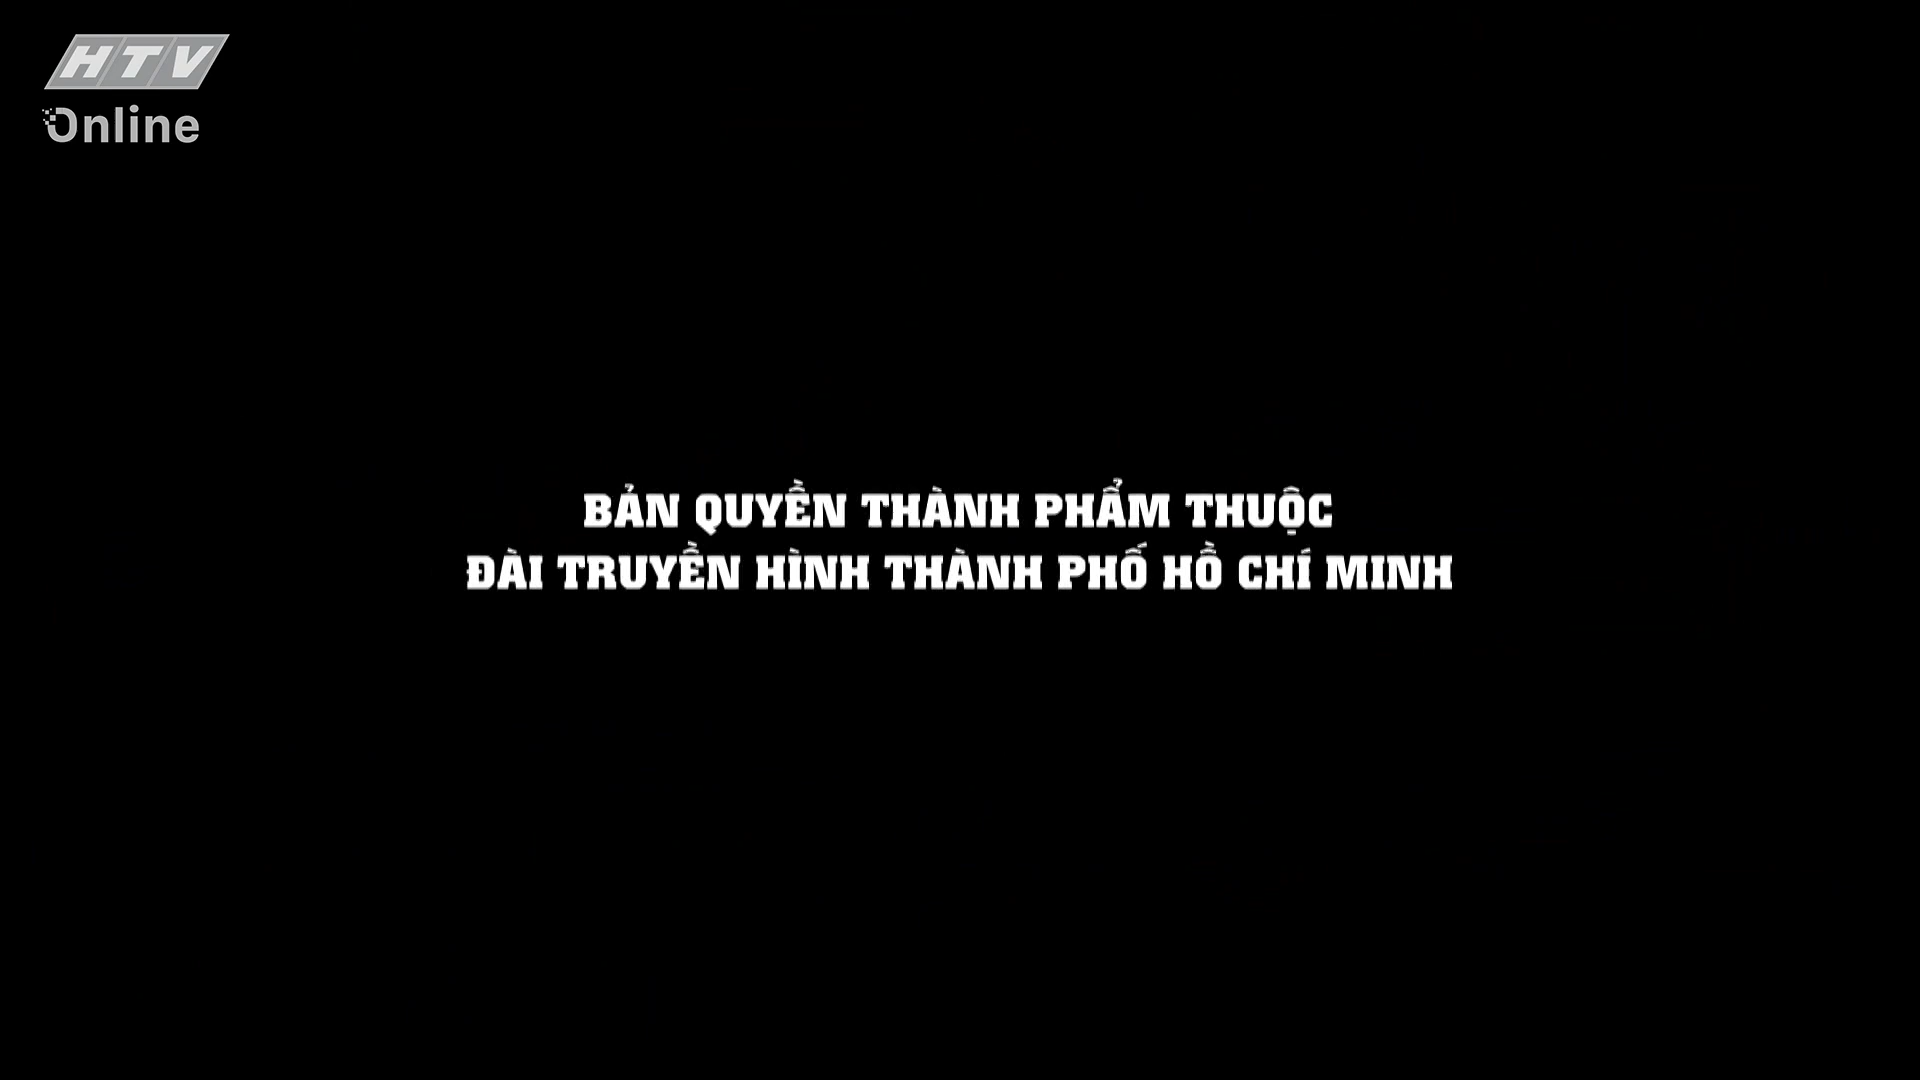 HTV
Online
BẢN QUYỀN THÀNH PHẨM THUỘC
ĐÀI TRUYỀN HÌNH THÀNH PHỐ HỒ CHÍ MINH